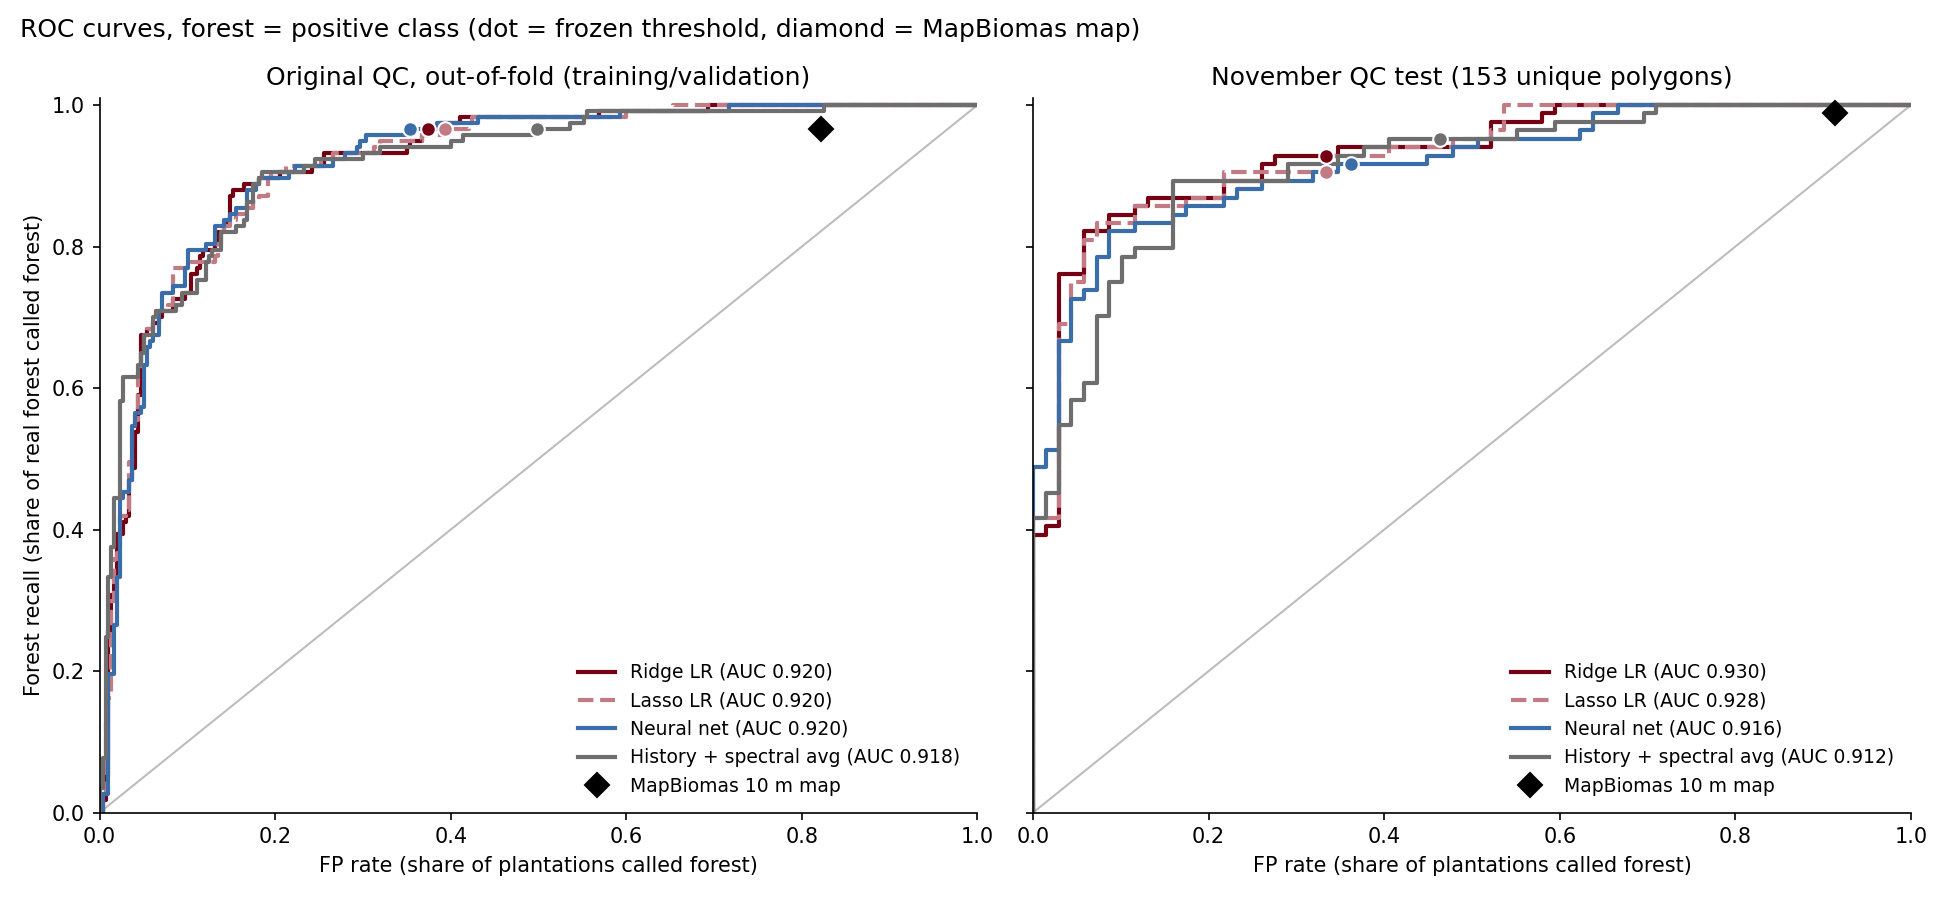 ROC curves, forest = positive class (dot = frozen threshold, diamond = MapBiomas map)
Original QC, out-of-fold (training/validation)
Forest recall (share of real forest called forest)
1.0
0.8
0.6
0.4
0.2
0.0
0.0 0.2 0.4 0.6 0.8 1.0
FP rate (share of plantations called forest)
Ridge LR (AUC 0.920)
Lasso LR (AUC 0.920)
Neural net (AUC 0.920)
History + spectral avg (AUC 0.918)
MapBiomas 10 m map
November QC test (153 unique polygons)
Ridge LR (AUC 0.930)
Lasso LR (AUC 0.928)
Neural net (AUC 0.916)
History + spectral avg (AUC 0.912)
MapBiomas 10 m map
0.0 0.2 0.4 0.6 0.8 1.0
FP rate (share of plantations called forest)